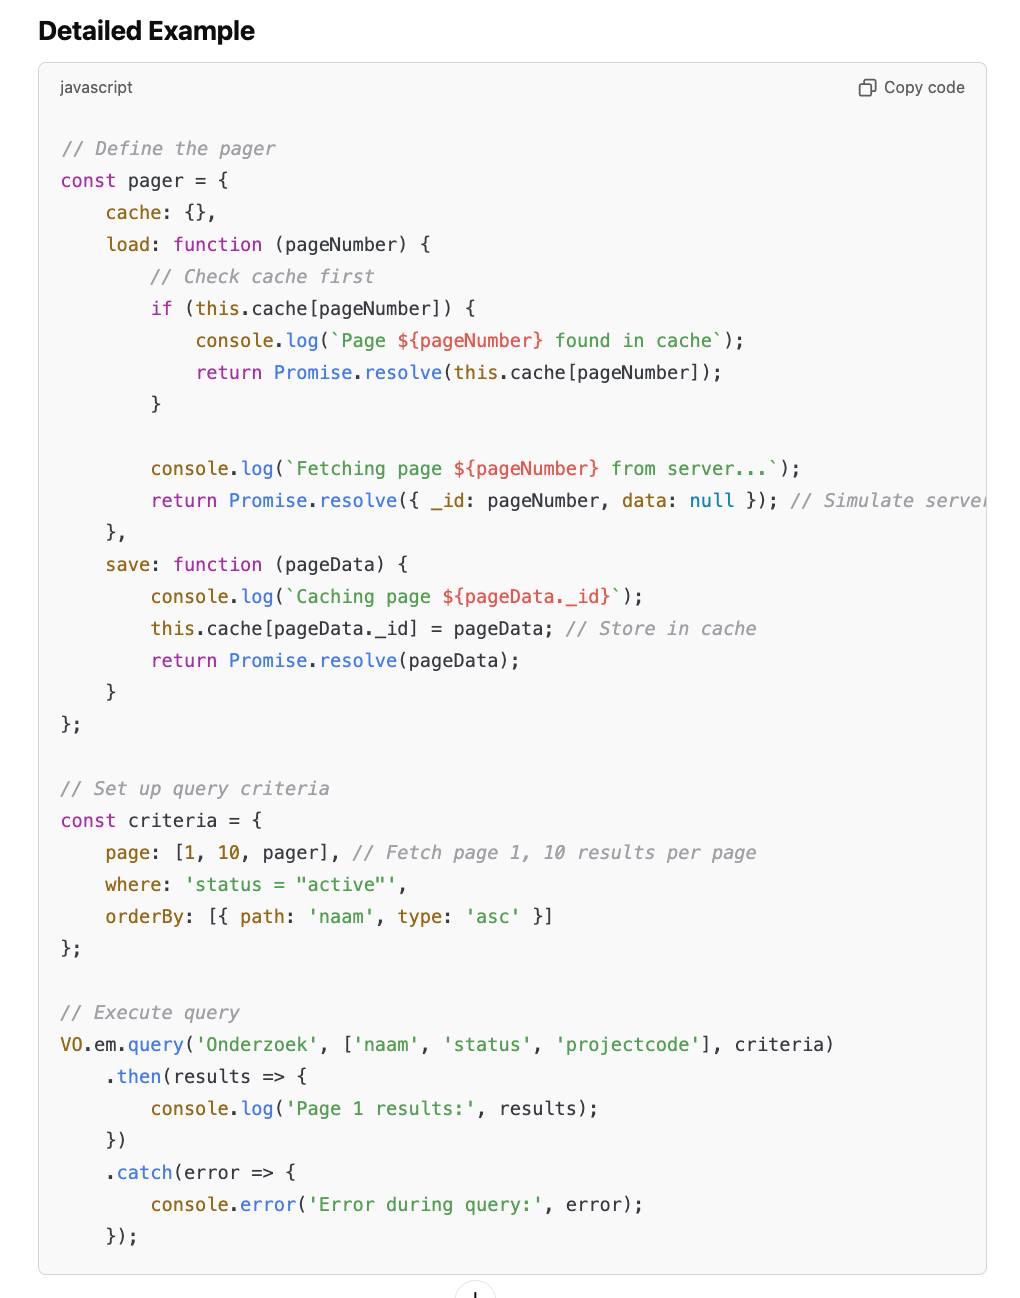 Detailed Example
javascript
Copy code
// Define the pager
const pager = {
    cache: {},
    load: function (pageNumber) {
        // Check cache first
        if (this.cache[pageNumber]) {
            console.log(`Page ${pageNumber} found in cache`);
            return Promise.resolve(this.cache[pageNumber]);
        }

        console.log(`Fetching page ${pageNumber} from server...`);
        return Promise.resolve({ _id: pageNumber, data: null }); // Simulate server
    },
    save: function (pageData) {
        console.log(`Caching page ${pageData._id}`);
        this.cache[pageData._id] = pageData; // Store in cache
        return Promise.resolve(pageData);
    }
};

// Set up query criteria
const criteria = {
    page: [1, 10, pager], // Fetch page 1, 10 results per page
    where: 'status = "active"',
    orderBy: [{ path: 'naam', type: 'asc' }]
};

// Execute query
VO.em.query('Onderzoek', ['naam', 'status', 'projectcode'], criteria)
    .then(results => {
        console.log('Page 1 results:', results);
    })
    .catch(error => {
        console.error('Error during query:', error);
    });